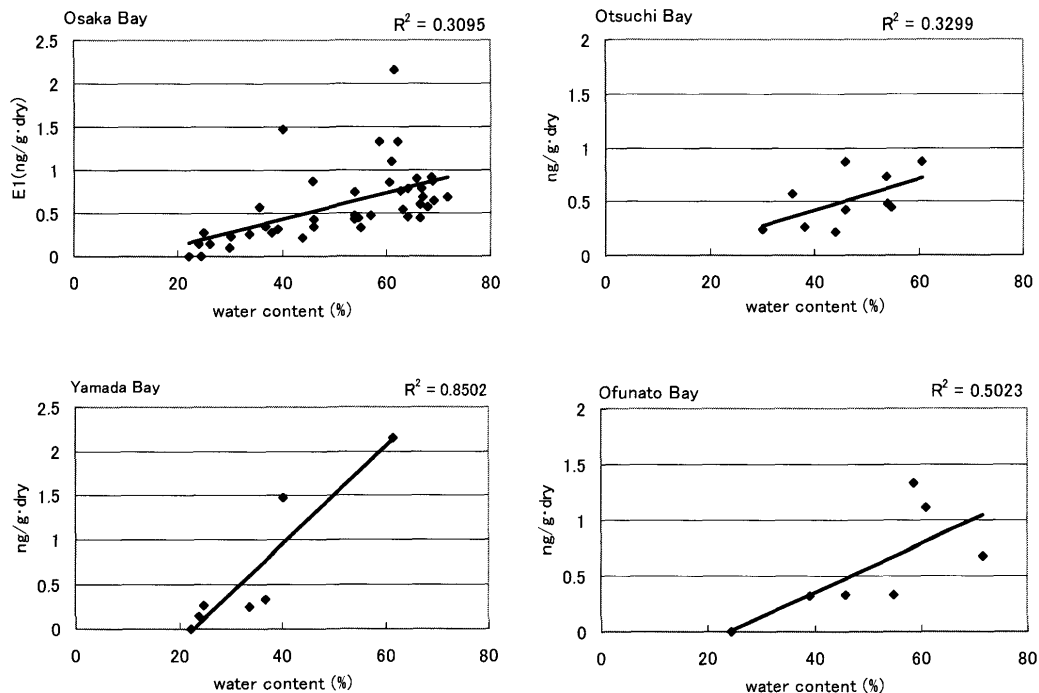 Osaka Bay
R² = 0.3095
2.5
2
1.5
1
0.5
0
E1(ng/g·dry)
0 20 40 60 80
water content (%)
Otsuchi Bay
R² = 0.3299
2
1.5
1
0.5
0
ng/g·dry
0 20 40 60 80
water content (%)
Yamada Bay
R² = 0.8502
2.5
2
1.5
1
0.5
0
ng/g·dry
0 20 40 60 80
water content (%)
Ofunato Bay
R² = 0.5023
2
1.5
1
0.5
0
ng/g·dry
0 20 40 60 80
water content (%)